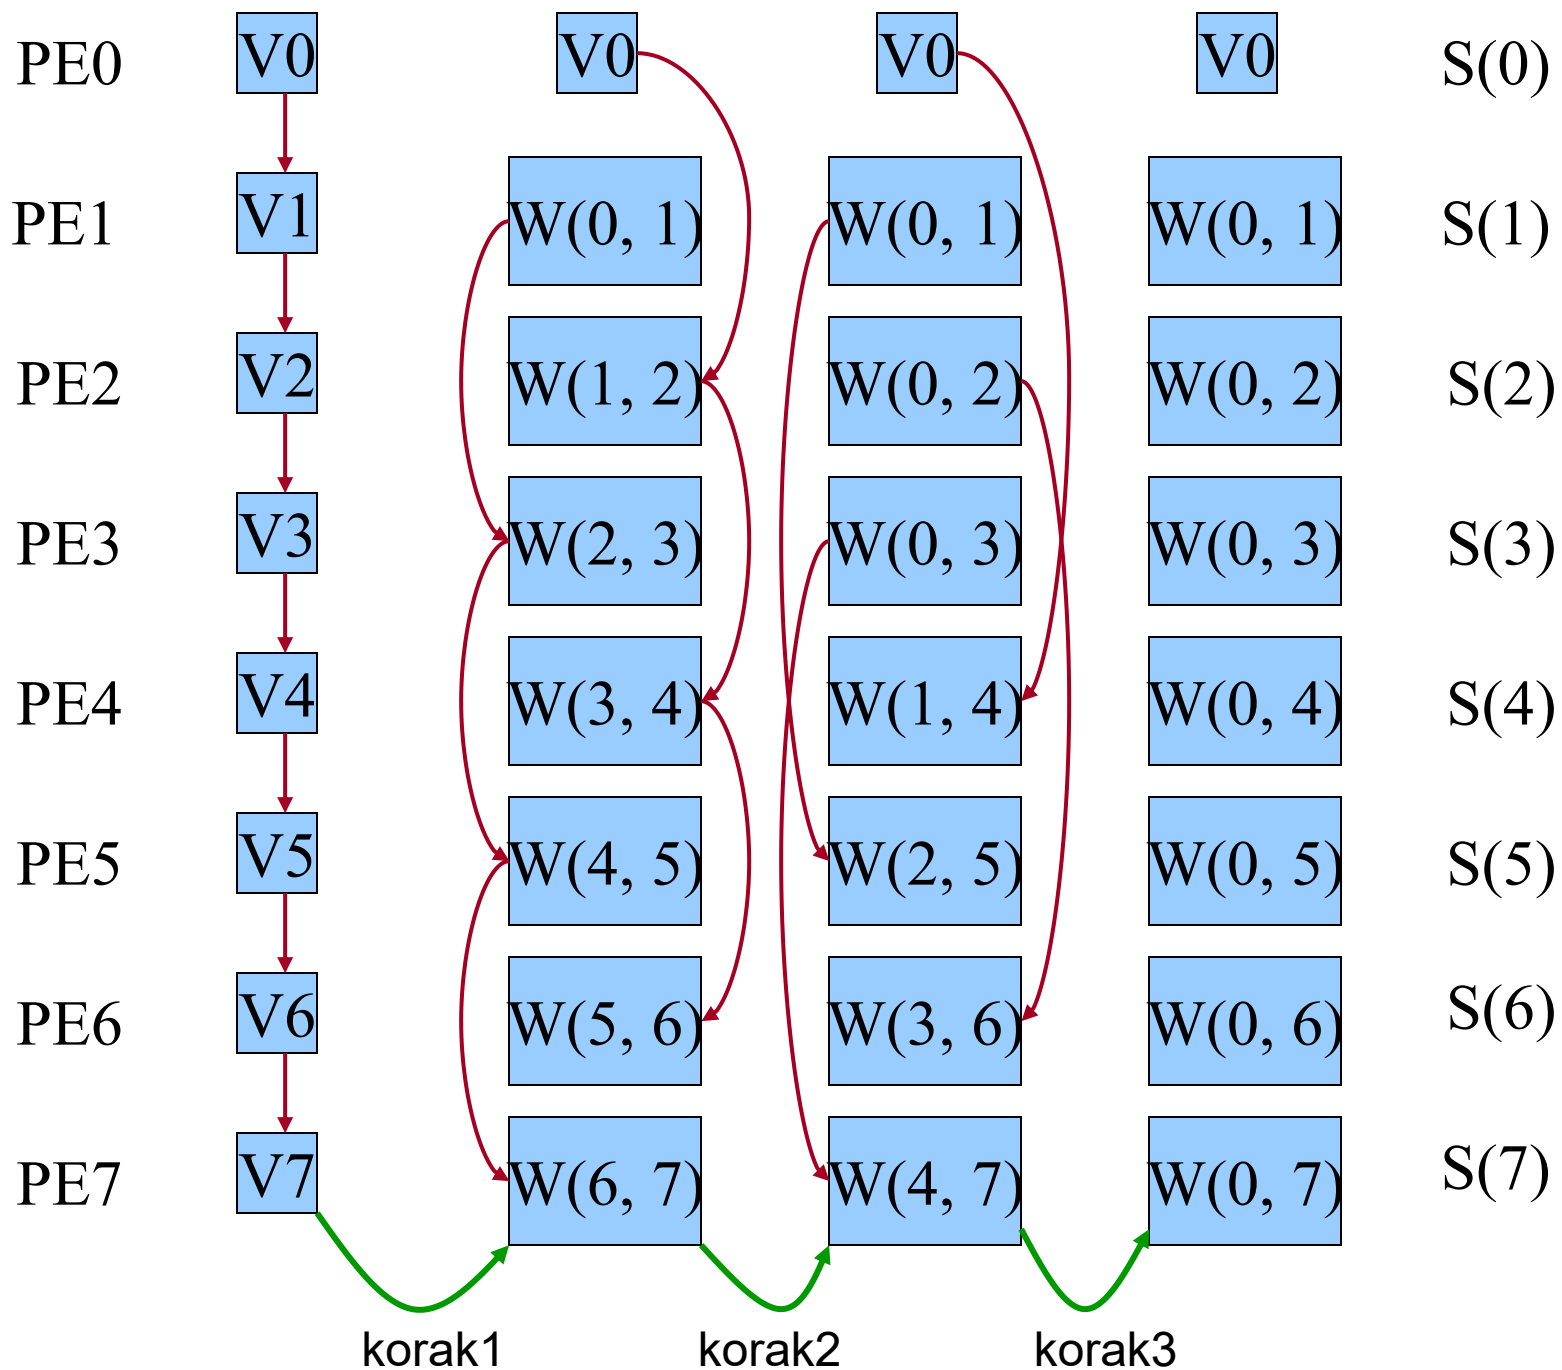 PE0 V0 V0 V0 V0 S(0)
PE1 V1 W(0, 1) W(0, 1) W(0, 1) S(1)
PE2 V2 W(1, 2) W(0, 2) W(0, 2) S(2)
PE3 V3 W(2, 3) W(0, 3) W(0, 3) S(3)
PE4 V4 W(3, 4) W(1, 4) W(0, 4) S(4)
PE5 V5 W(4, 5) W(2, 5) W(0, 5) S(5)
PE6 V6 W(5, 6) W(3, 6) W(0, 6) S(6)
PE7 V7 W(6, 7) W(4, 7) W(0, 7) S(7)
korak1 korak2 korak3